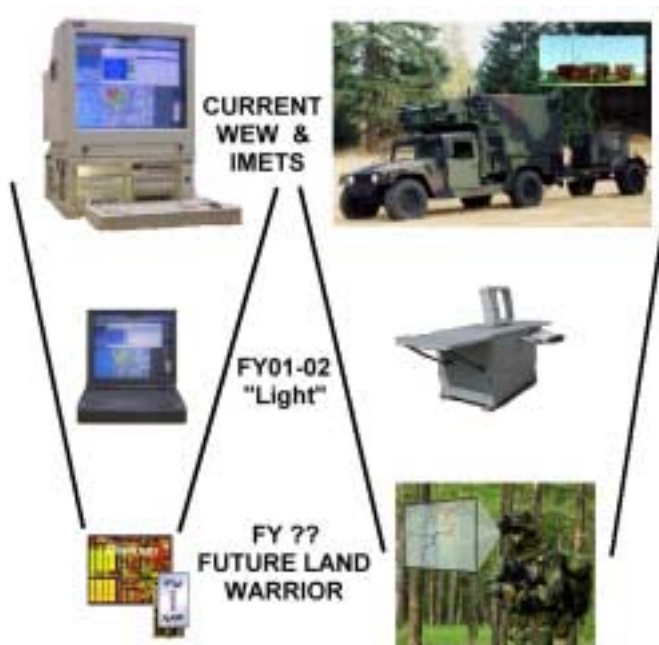 CURRENT
WEW &
IMETS
FY01-02
"Light"
FY ??
FUTURE LAND
WARRIOR